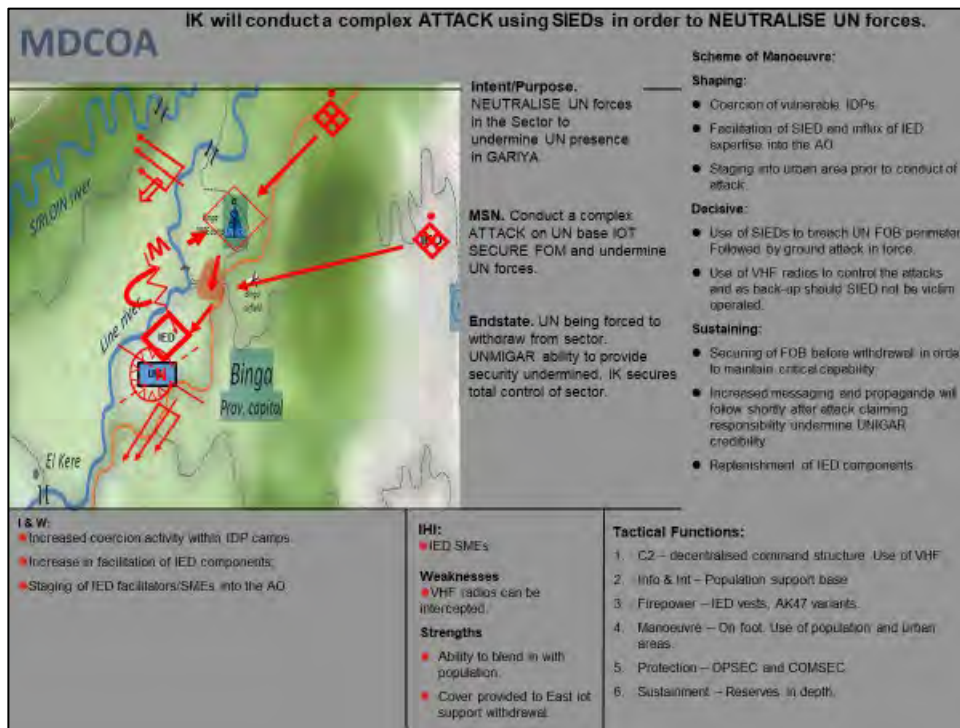 IK will conduct a complex ATTACK using SIEDs in order to NEUTRALISE UN forces.
MDCOA
Intent/Purpose.
NEUTRALISE UN forces
in the Sector to
undermine UN presence
in GARIYA
MSN. Conduct a complex
ATTACK on UN base IOT
SECURE FOM and undermine
UN forces.
Endstate. UN being forced to
withdraw from sector.
UNMIGAR ability to provide
security undermined. IK secures
total control of sector.
Scheme of Manoeuvre:
Shaping:
Coercion of vulnerable IDPs.
Facilitation of SIED and influx of IED
expertise into the AO
Staging into urban area prior to conduct of
attack.
Decisive:
Use of SIEDs to breach UN FOB perimeter
Followed by ground attack in force.
Use of VHF radios to control the attacks
and as back-up should SIED not be victim
operated.
Sustaining:
Securing of FOB before withdrawal in order
to maintain critical capability
Increased messaging and propaganda will
follow shortly after attack claiming
responsibility undermine UNIGAR
credibility
Replenishment of IED components.
river
Line river
IED
Binga
Prov. capital
El Kere
I & W:
Increased coercion activity within IDP camps.
Increase in facilitation of IED components;
Staging of IED facilitators/SMEs into the AO
IHI:
IED SMEs
Weaknesses
VHF radios can be
intercepted.
Strengths
Ability to blend in with
population.
Cover provided to East iot
support withdrawal
Tactical Functions:
1. C2 – decentralised command structure. Use of VHF
2. Info & Int – Population support base
3. Firepower – IED vests, AK47 variants.
4. Manoeuvre – On foot. Use of population and urban
areas.
5. Protection – OPSEC and COMSEC
6. Sustainment – Reserves in depth.